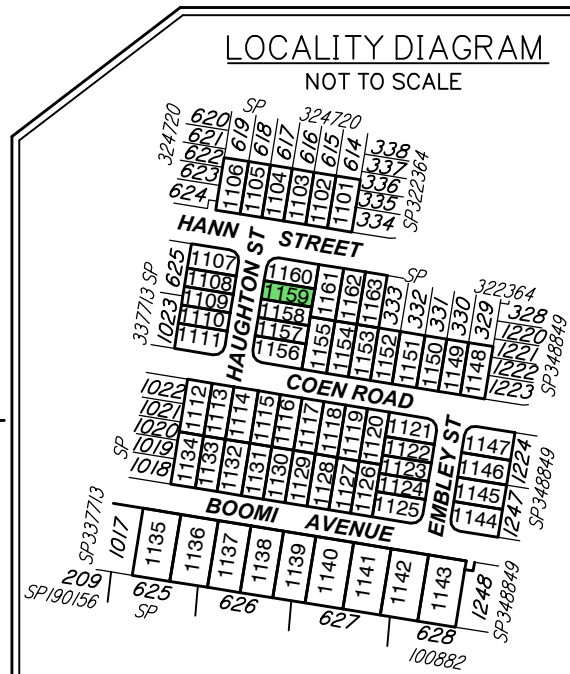 LOCALITY DIAGRAM
NOT TO SCALE
SP 324720
324720
620 619 618 617 616 615 614 338
621 337
622 336
623 335
624 334
SP322364
1106 1105 1104 1103 1102 1101
HANN STREET
HAUGHTON ST
337713 SP
625 1107
1108
1023 1109
1110
1111
1160 1161 1162 1163 333 332 331 330 329 328
SP 322364
1159
1158
1157
1156
1155 1154 1153 1152 1151 1150 1149 1148
1220
1221
1222
1223
SP348849
COEN ROAD
1022 1112 1113 1114 1115 1116 1117 1118 1119 1120 1121
1021 1122
1020 1123
1019 1124
1018 1125
SP
SP337713
1134 1133 1132 1131 1130 1129 1128 1127 1126
EMBLEY ST
1147 1224
1146
1145
1144 1247
SP348849
BOOMI AVENUE
1017 1135 1136 1137 1138 1139 1140 1141 1142 1143 1248
SP348849
209 625 626 627 628
SP190156 SP 100882